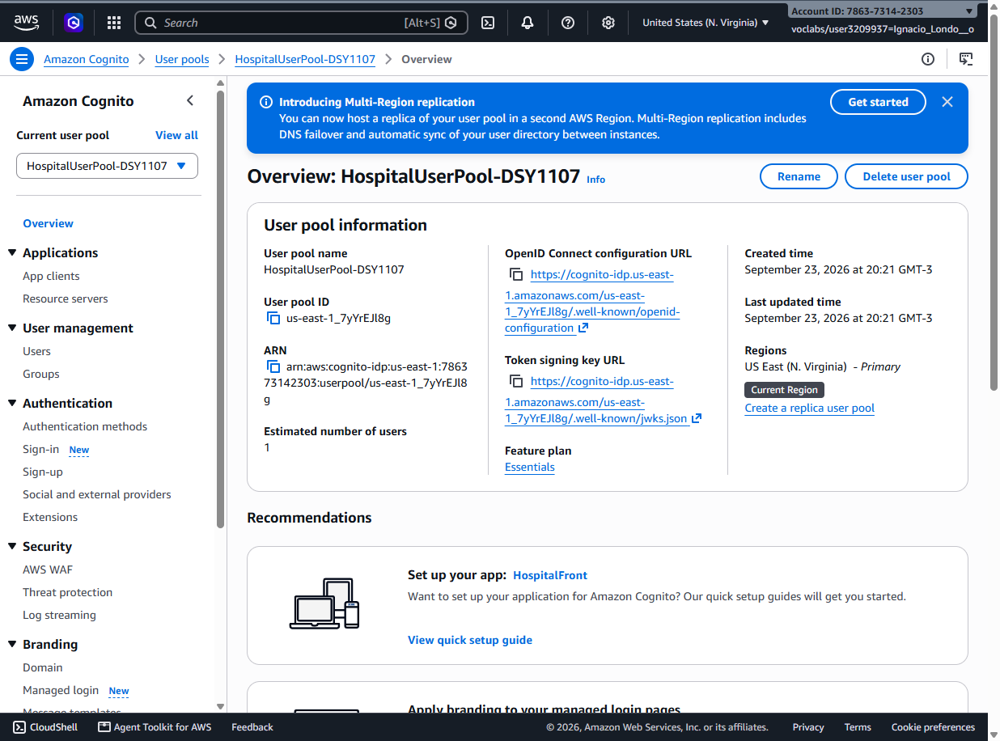 aws
Search
[Alt+S]
United States (N. Virginia)
Account ID: 7863-7314-2303
voclabs/user3209937=Ignacio_Londo__o
Amazon Cognito
User pools
HospitalUserPool-DSY1107
Overview
Amazon Cognito
Current user pool
View all
HospitalUserPool-DSY1107
Overview
Applications
App clients
Resource servers
User management
Users
Groups
Authentication
Authentication methods
Sign-in New
Sign-up
Social and external providers
Extensions
Security
AWS WAF
Threat protection
Log streaming
Branding
Domain
Managed login New
Message templates
Introducing Multi-Region replication
You can now host a replica of your user pool in a second AWS Region. Multi-Region replication includes
DNS failover and automatic sync of your user directory between instances.
Get started
Overview: HospitalUserPool-DSY1107 Info
Rename
Delete user pool
User pool information
User pool name
HospitalUserPool-DSY1107
User pool ID
us-east-1_7yYrEJl8g
ARN
arn:aws:cognito-idp:us-east-1:7863
73142303:userpool/us-east-1_7yYrEJl8
g
Estimated number of users
1
OpenID Connect configuration URL
https://cognito-idp.us-east-
1.amazonaws.com/us-east-
1_7yYrEJl8g/.well-known/openid-
configuration
Token signing key URL
https://cognito-idp.us-east-
1.amazonaws.com/us-east-
1_7yYrEJl8g/.well-known/jwks.json
Feature plan
Essentials
Created time
September 23, 2026 at 20:21 GMT-3
Last updated time
September 23, 2026 at 20:21 GMT-3
Regions
US East (N. Virginia) - Primary
Current Region
Create a replica user pool
Recommendations
Set up your app: HospitalFront
Want to set up your application for Amazon Cognito? Our quick setup guides will get you started.
View quick setup guide
Apply branding to your managed login pages
CloudShell
Agent Toolkit for AWS
Feedback
© 2026, Amazon Web Services, Inc. or its affiliates.
Privacy
Terms
Cookie preferences